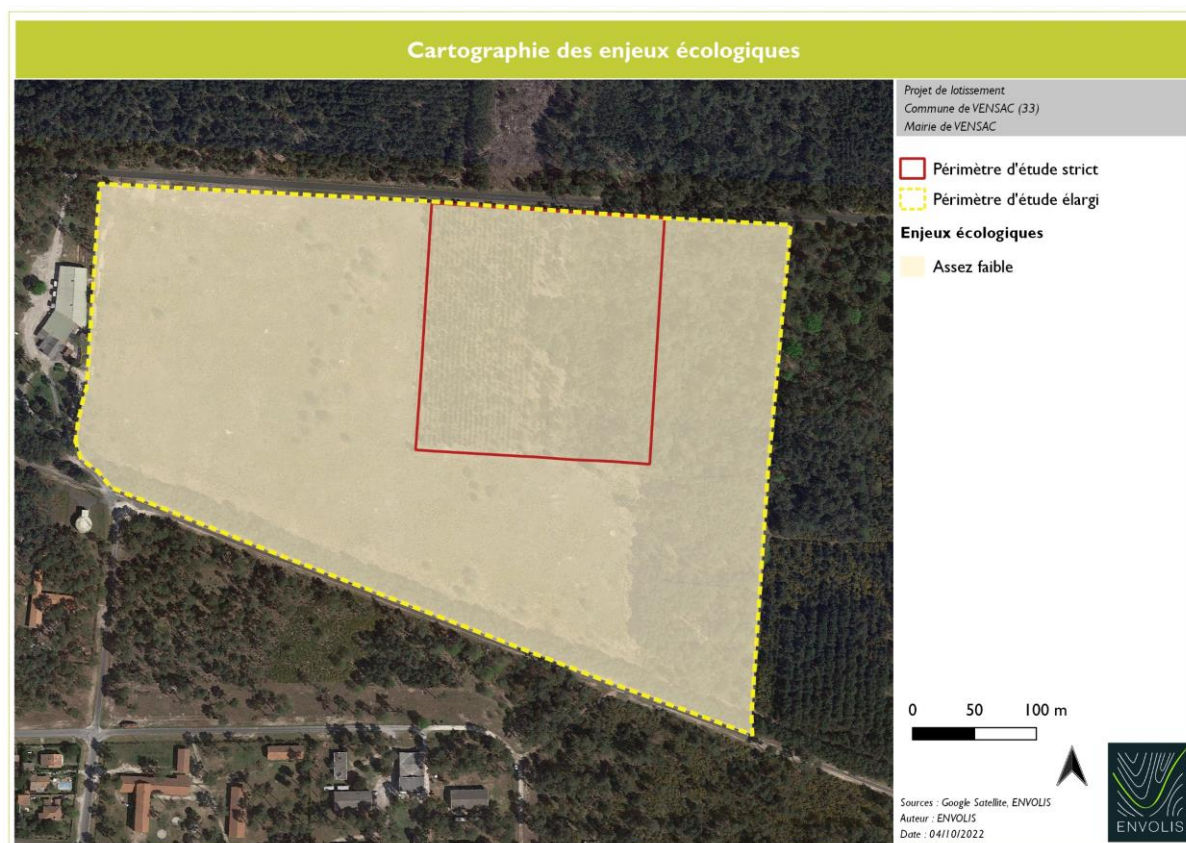 Cartographie des enjeux écologiques
Projet de lotissement
Commune de VENSAC (33)
Mairie de VENSAC
Périmètre d'étude strict
Périmètre d'étude élargi
Enjeux écologiques
Assez faible
0 50 100 m
Sources : Google Satellite, ENVOLIS
Auteur : ENVOLIS
Date : 04/10/2022
ENVOLIS